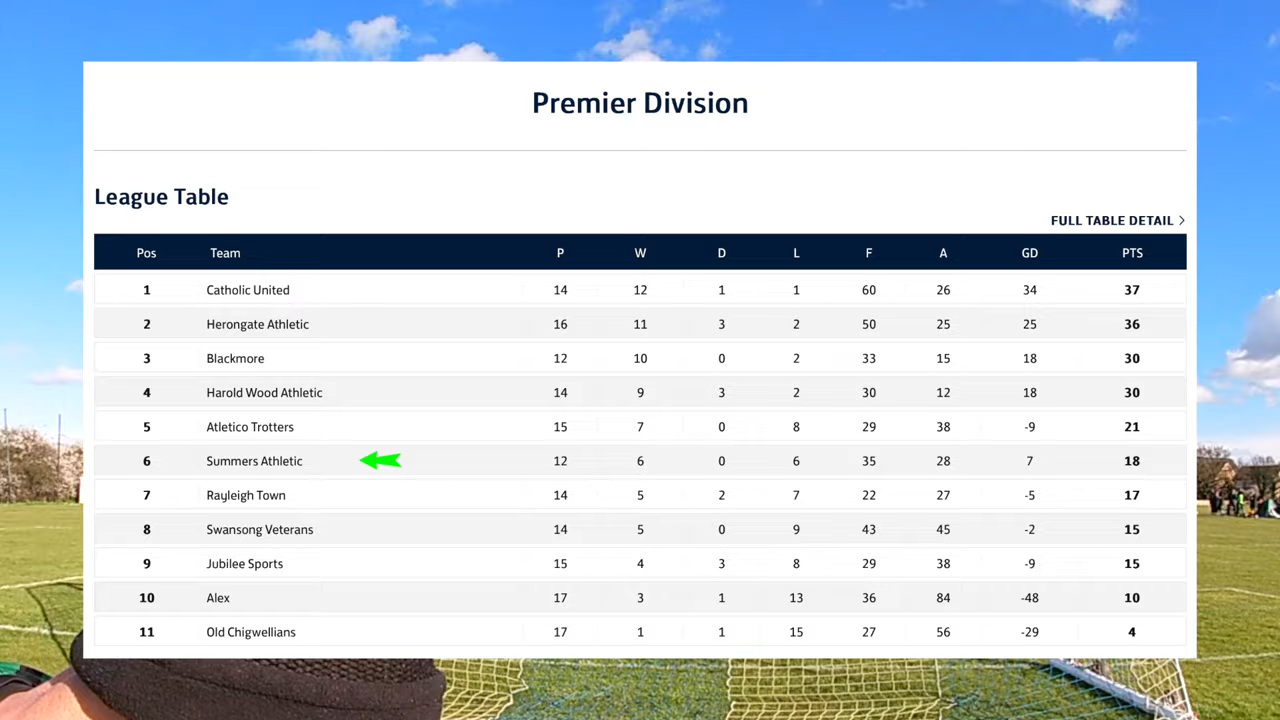 Premier Division
League Table
FULL TABLE DETAIL >
Pos Team P W D L F A GD PTS
1 Catholic United 14 12 1 1 60 26 34 37
2 Herongate Athletic 16 11 3 2 50 25 25 36
3 Blackmore 12 10 0 2 33 15 18 30
4 Harold Wood Athletic 14 9 3 2 30 12 18 30
5 Atletico Trotters 15 7 0 8 29 38 -9 21
6 Summers Athletic 12 6 0 6 35 28 7 18
7 Rayleigh Town 14 5 2 7 22 27 -5 17
8 Swansong Veterans 14 5 0 9 43 45 -2 15
9 Jubilee Sports 15 4 3 8 29 38 -9 15
10 Alex 17 3 1 13 36 84 -48 10
11 Old Chigwellians 17 1 1 15 27 56 -29 4